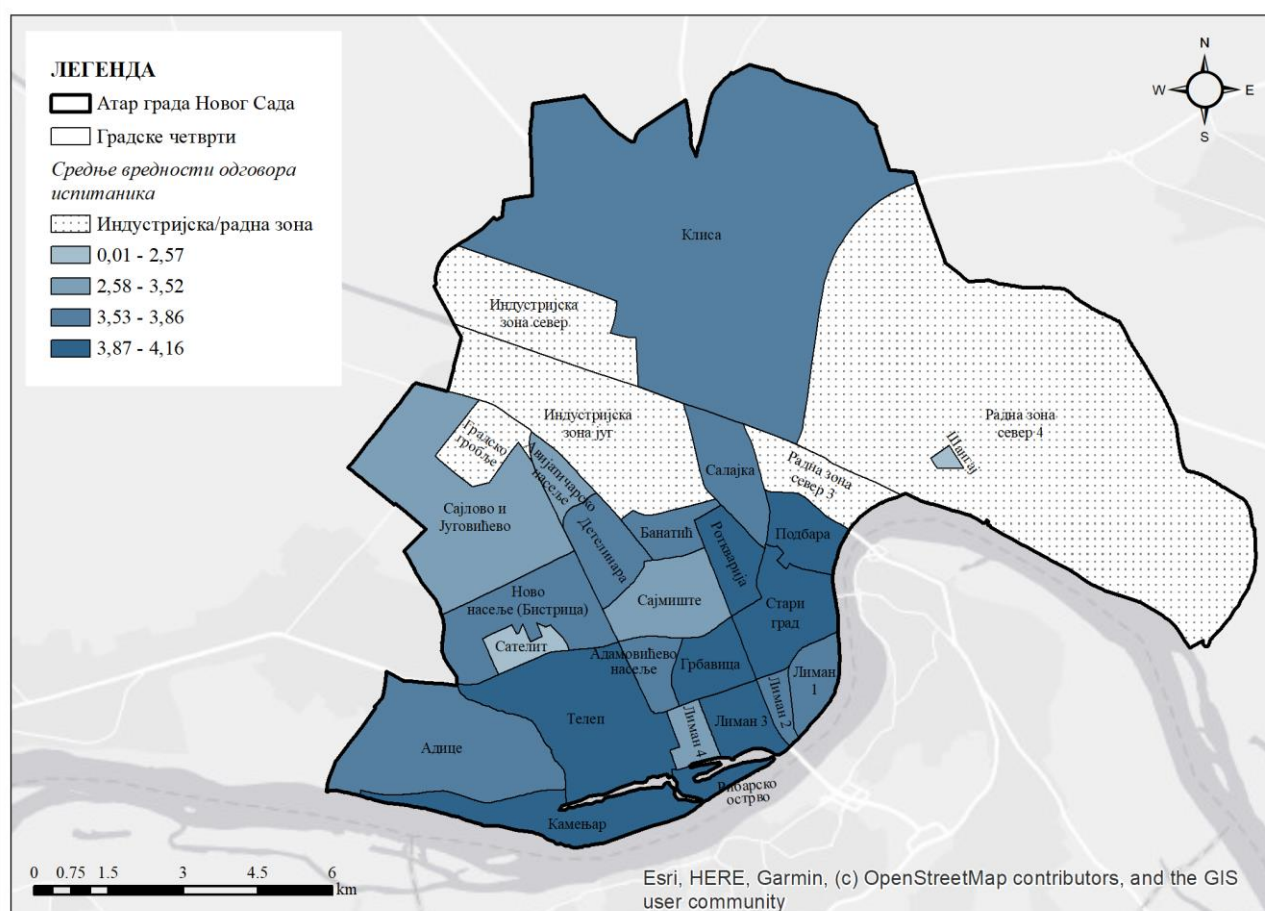 ЛЕГЕНДА
Атар града Новог Сада
Градске четврти
Средње вредности одговора
испитаника
Индустријска/радна зона
0,01 - 2,57
2,58 - 3,52
3,53 - 3,86
3,87 - 4,16
N
W
E
S
Клиса
Индустријска
зона север
Индустријска
зона југ
Радна зона
север 4
Шангај
Градско
гробље
Авијатичарско
насеље
Салајка
Радна зона
север 3
Сајлово и
Југовићево
Детелинара
Банатић
Роткварија
Подбара
Ново
насеље (Бистрица)
Сајмиште
Стари
град
Сателит
Адамовићево
насеље
Грбавица
Лиман
1
Лиман 2
Телеп
Лиман 3
Лиман 4
Адице
Рибарско
острво
Камењар
0 0.75 1.5 3 4.5 6
km
Esri, HERE, Garmin, (c) OpenStreetMap contributors, and the GIS
user community